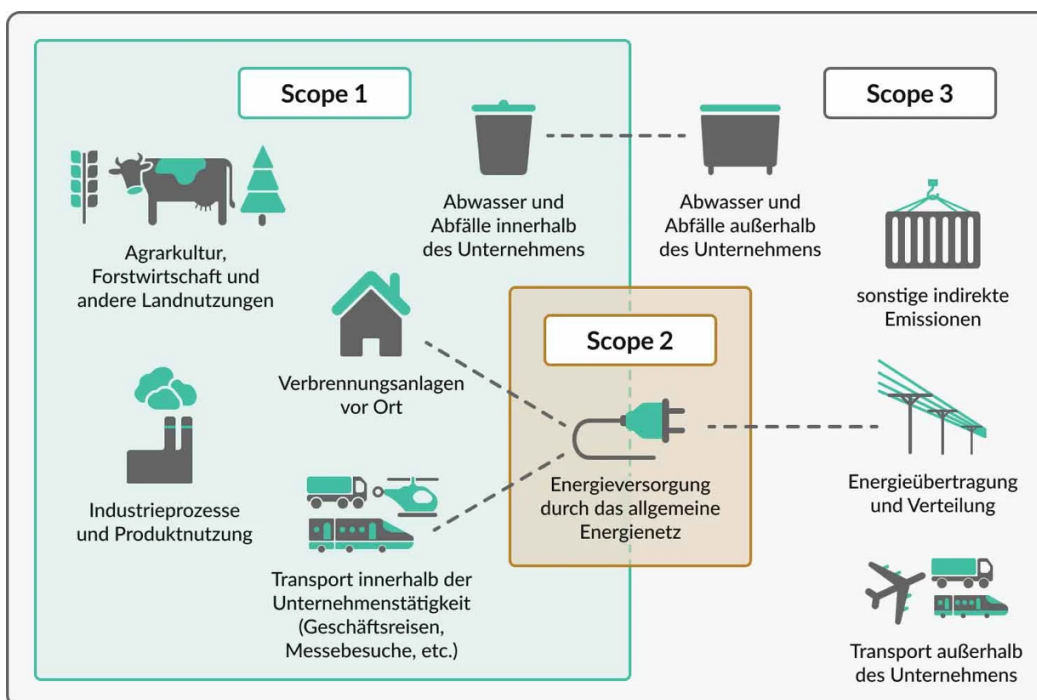 Scope 1
Scope 3
Abwasser und
Abfälle innerhalb
des Unternehmens
Abwasser und
Abfälle außerhalb
des Unternehmens
Agrarkultur,
Forstwirtschaft und
andere Landnutzungen
sonstige indirekte
Emissionen
Scope 2
Verbrennungsanlagen
vor Ort
Energieversorgung
durch das allgemeine
Energienetz
Energieübertragung
und Verteilung
Industrieprozesse
und Produktnutzung
Transport innerhalb der
Unternehmenstätigkeit
(Geschäftsreisen,
Messebesuche, etc.)
Transport außerhalb
des Unternehmens